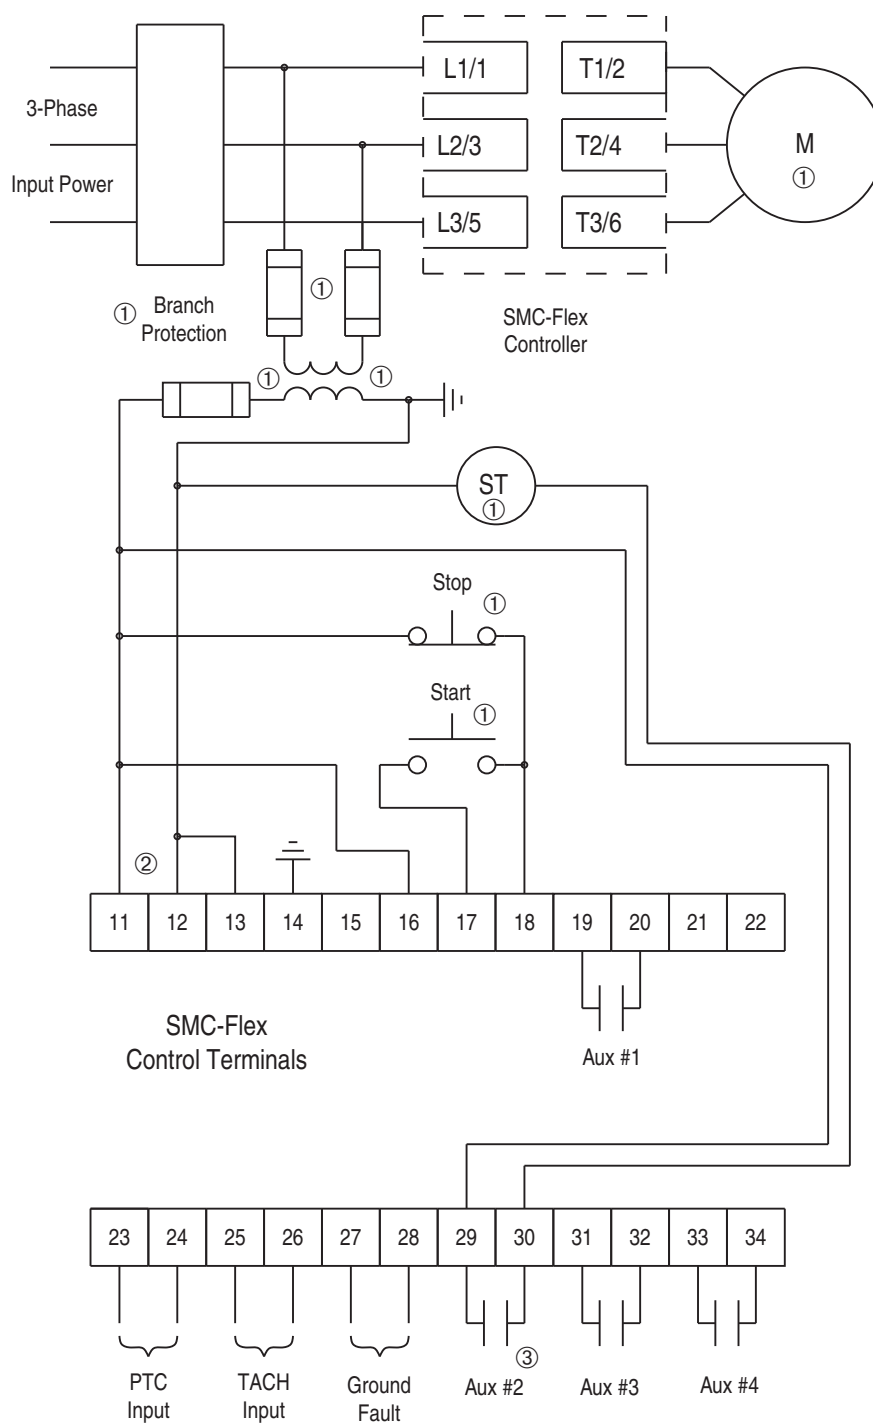 L1/1
T1/2
3-Phase
L2/3
T2/4
M
①
Input Power
L3/5
T3/6
①
Branch
Protection
①
SMC-Flex
Controller
①
①
ST
①
Stop
①
Start
①
②
11 12 13 14 15 16 17 18 19 20 21 22
SMC-Flex
Control Terminals
Aux #1
23 24 25 26 27 28 29 30 31 32 33 34
③
PTC
Input
TACH
Input
Ground
Fault
Aux #2
Aux #3
Aux #4